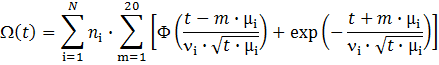 Ω(t) = ∑_{i=1}^{N} n_i · ∑_{m=1}^{20} [Φ((t − m · μ_i)/(ν_i · √(t · μ_i))) + exp(−(t + m · μ_i)/(ν_i · √(t · μ_i)))]